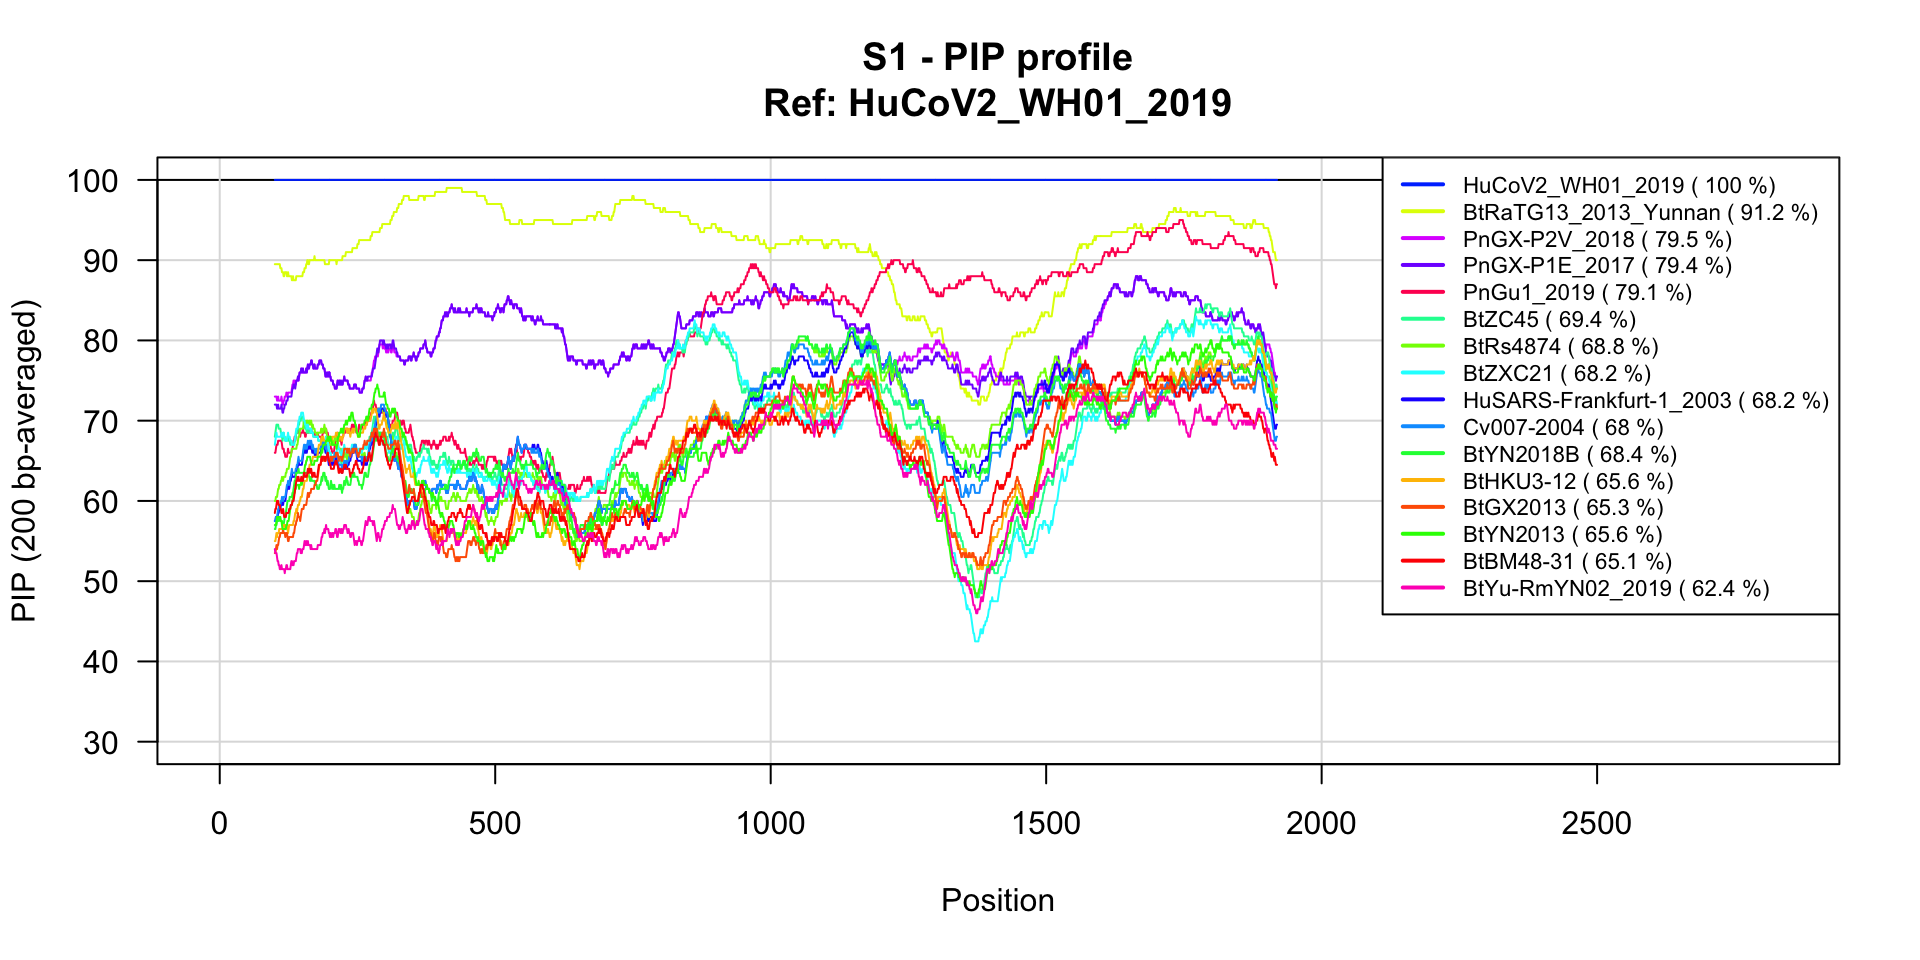 S1 - PIP profile
Ref: HuCoV2_WH01_2019
PIP (200 bp-averaged)
100
90
80
70
60
50
40
30
HuCoV2_WH01_2019 ( 100 %)
BtRaTG13_2013_Yunnan ( 91.2 %)
PnGX-P2V_2018 ( 79.5 %)
PnGX-P1E_2017 ( 79.4 %)
PnGu1_2019 ( 79.1 %)
BtZC45 ( 69.4 %)
BtRs4874 ( 68.8 %)
BtZXC21 ( 68.2 %)
HuSARS-Frankfurt-1_2003 ( 68.2 %)
Cv007-2004 ( 68 %)
BtYN2018B ( 68.4 %)
BtHKU3-12 ( 65.6 %)
BtGX2013 ( 65.3 %)
BtYN2013 ( 65.6 %)
BtBM48-31 ( 65.1 %)
BtYu-RmYN02_2019 ( 62.4 %)
0 500 1000 1500 2000 2500
Position